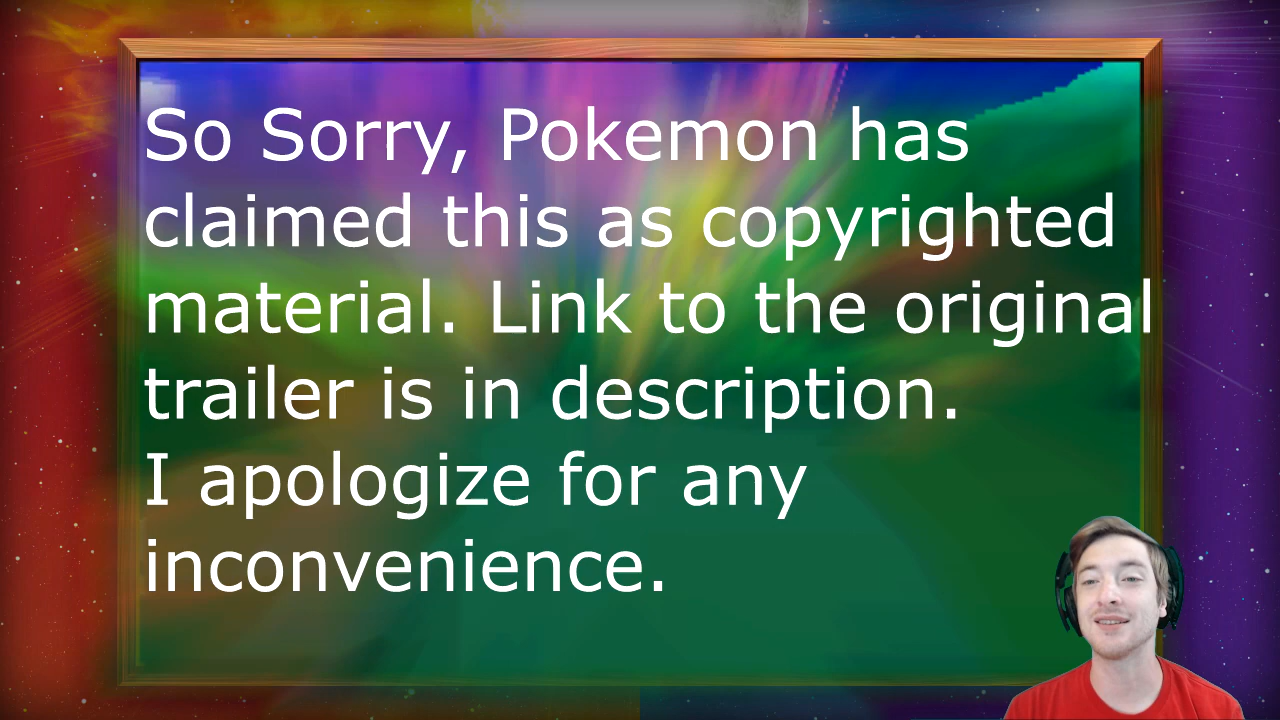 So Sorry, Pokemon has
claimed this as copyrighted
material. Link to the original
trailer is in description.
I apologize for any
inconvenience.